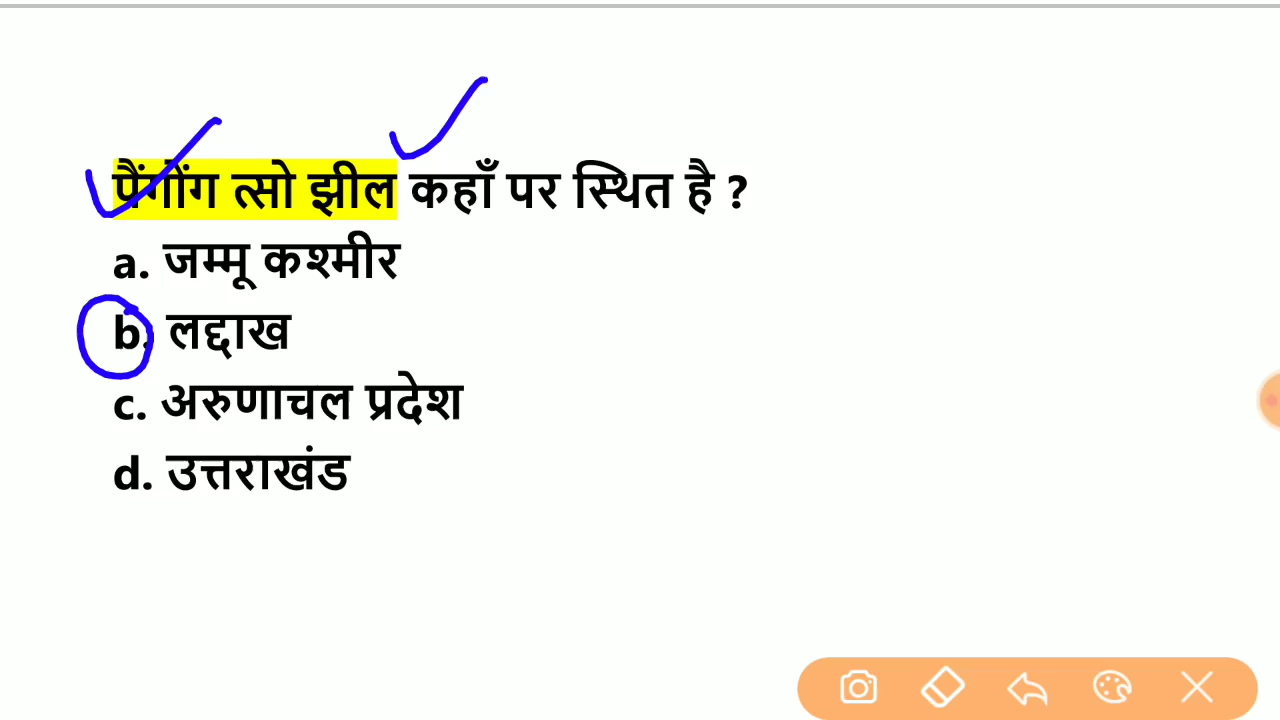 पैंगोंग त्सो झील कहाँ पर स्थित है ?
a. जम्मू कश्मीर
b. लद्दाख
c. अरुणाचल प्रदेश
d. उत्तराखंड